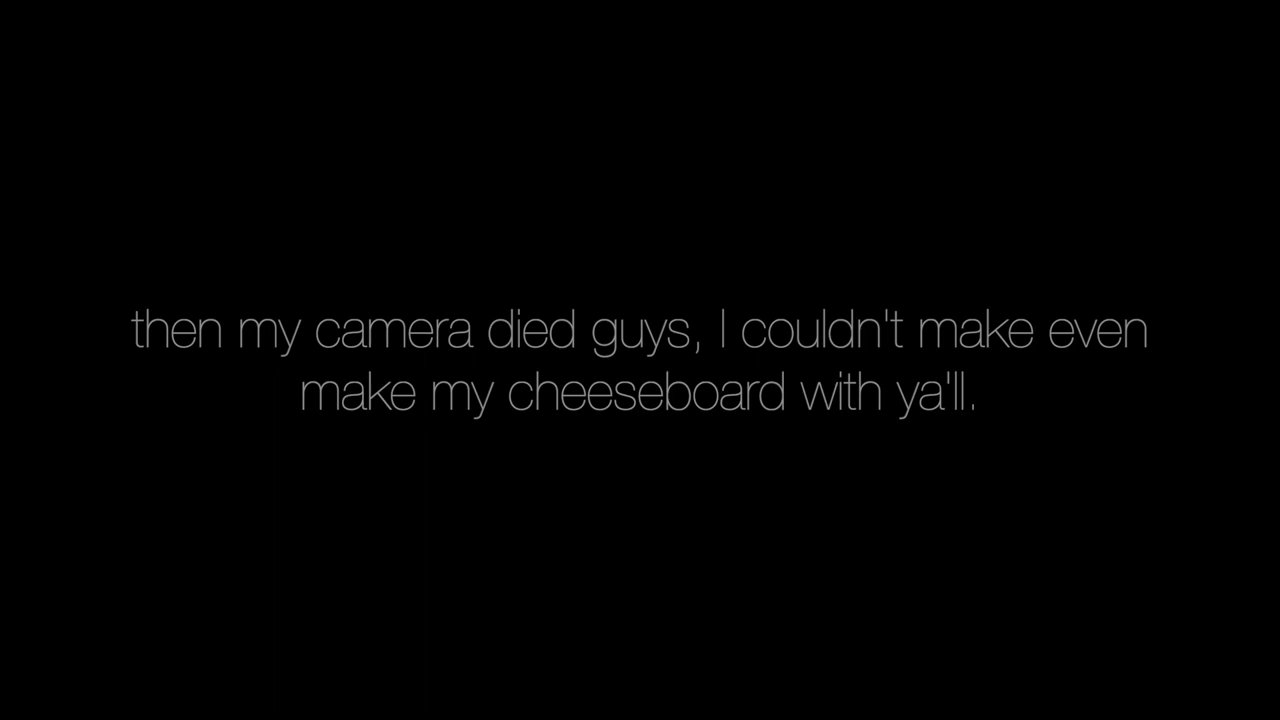 then my camera died guys, I couldn't make even
make my cheeseboard with ya'll.